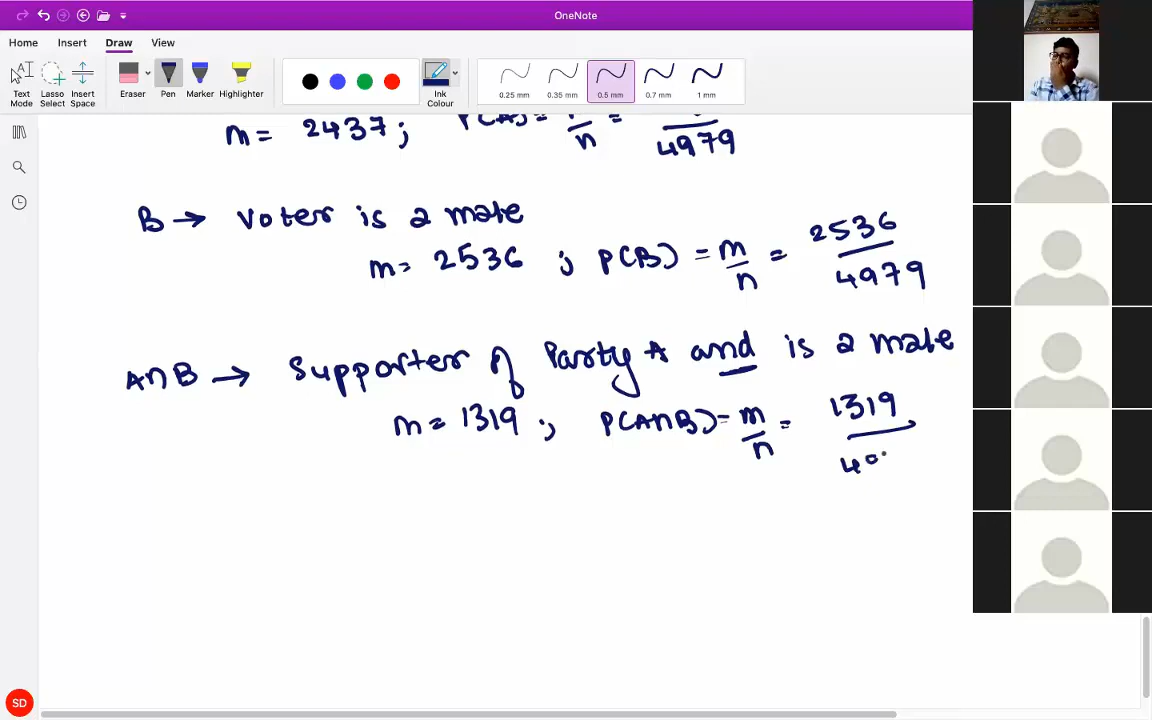 OneNote
Home Insert Draw View
Text Mode Lasso Select Insert Space Eraser Pen Marker Highlighter Ink Colour 0.25 mm 0.35 mm 0.5 mm 0.7 mm 1 mm
m = 2437 ; P(A) = n = 4979
B → Voter is a male
m = 2536 ; P(B) = m/n = 2536/4979
A∩B → Supporter of Party A and is a male
m = 1319 ; P(A∩B) = m/n = 1319/
SD